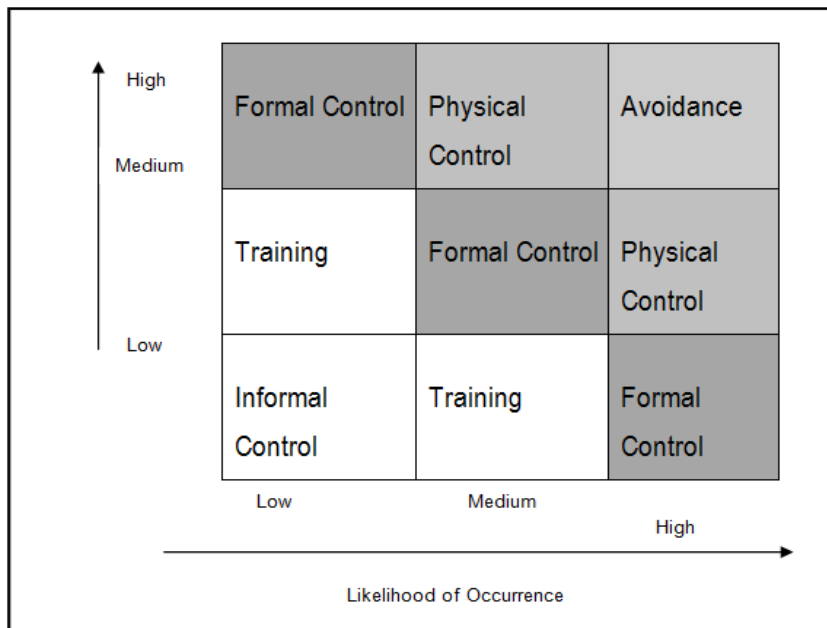 High
Formal Control
Physical
Control
Avoidance
Medium
Training
Formal Control
Physical
Control
Low
Informal
Control
Training
Formal
Control
Low
Medium
High
Likelihood of Occurrence